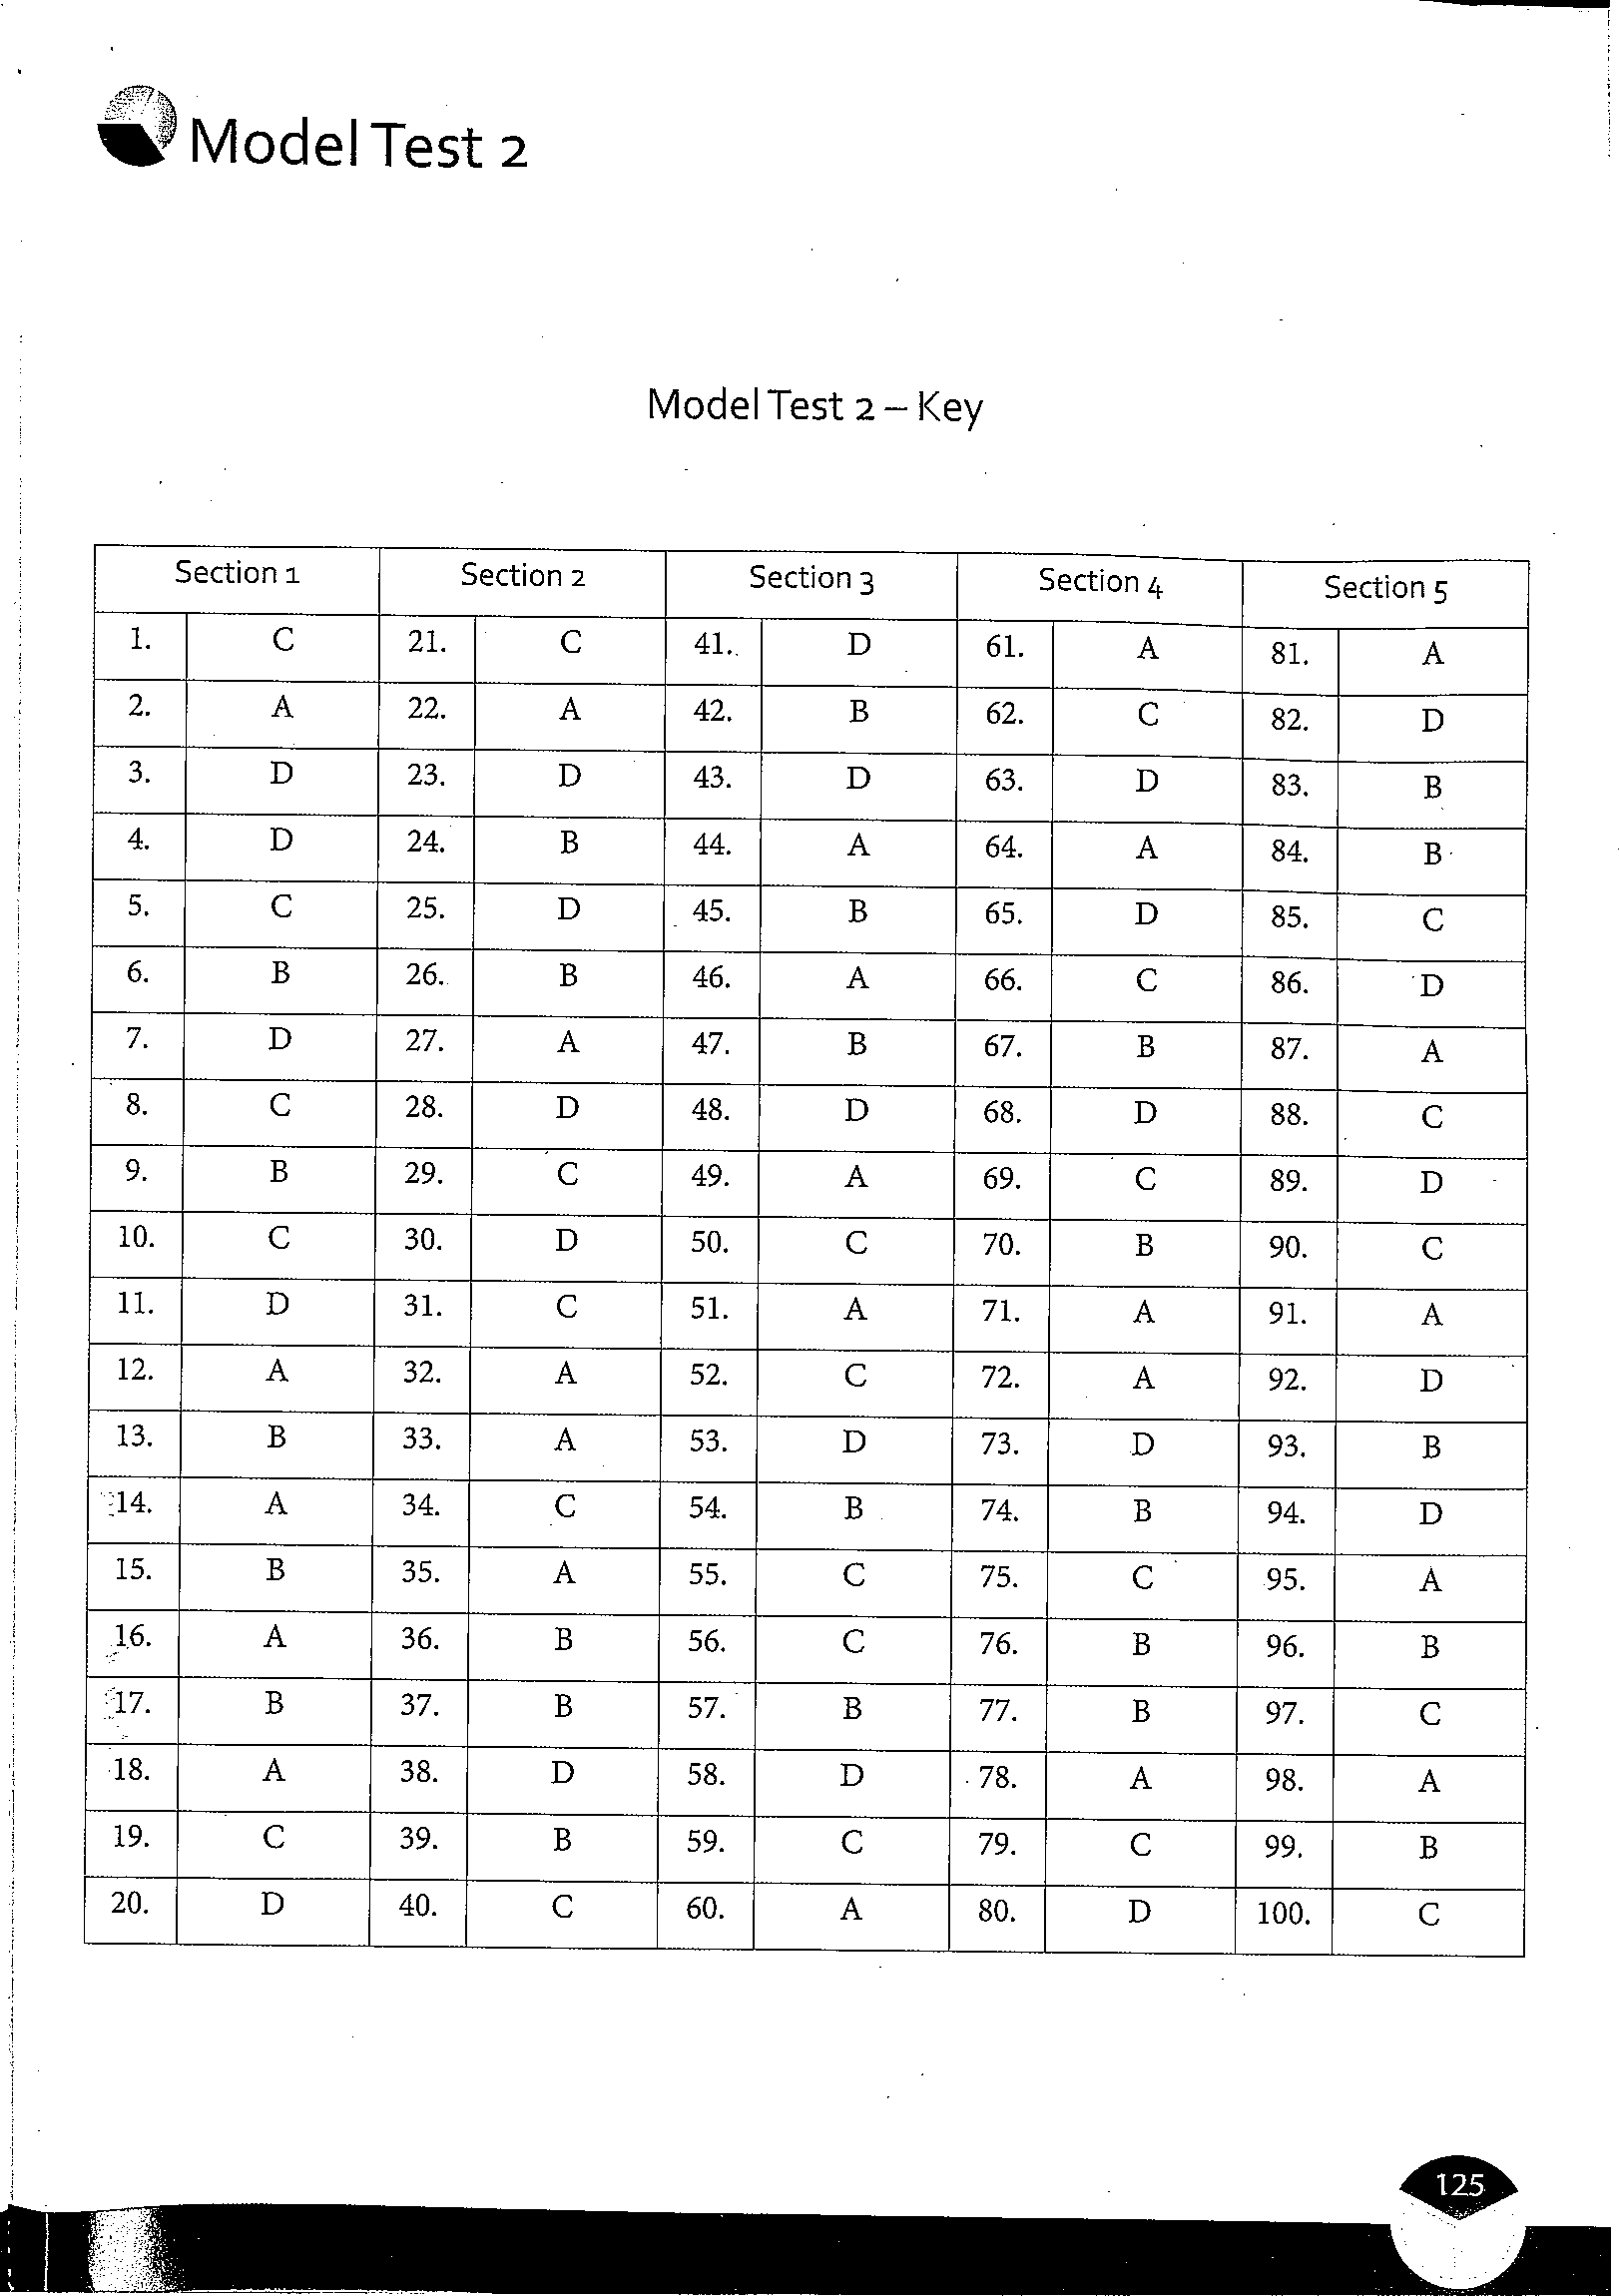 Model Test 2
Model Test 2 – Key
Section 1 Section 2 Section 3 Section 4 Section 5
1. C 21. C 41. D 61. A 81. A
2. A 22. A 42. B 62. C 82. D
3. D 23. D 43. D 63. D 83. B
4. D 24. B 44. A 64. A 84. B
5. C 25. D 45. B 65. D 85. C
6. B 26. B 46. A 66. C 86. D
7. D 27. A 47. B 67. B 87. A
8. C 28. D 48. D 68. D 88. C
9. B 29. C 49. A 69. C 89. D
10. C 30. D 50. C 70. B 90. C
11. D 31. C 51. A 71. A 91. A
12. A 32. A 52. C 72. A 92. D
13. B 33. A 53. D 73. D 93. B
14. A 34. C 54. B 74. B 94. D
15. B 35. A 55. C 75. C 95. A
16. A 36. B 56. C 76. B 96. B
17. B 37. B 57. B 77. B 97. C
18. A 38. D 58. D 78. A 98. A
19. C 39. B 59. C 79. C 99. B
20. D 40. C 60. A 80. D 100. C
125